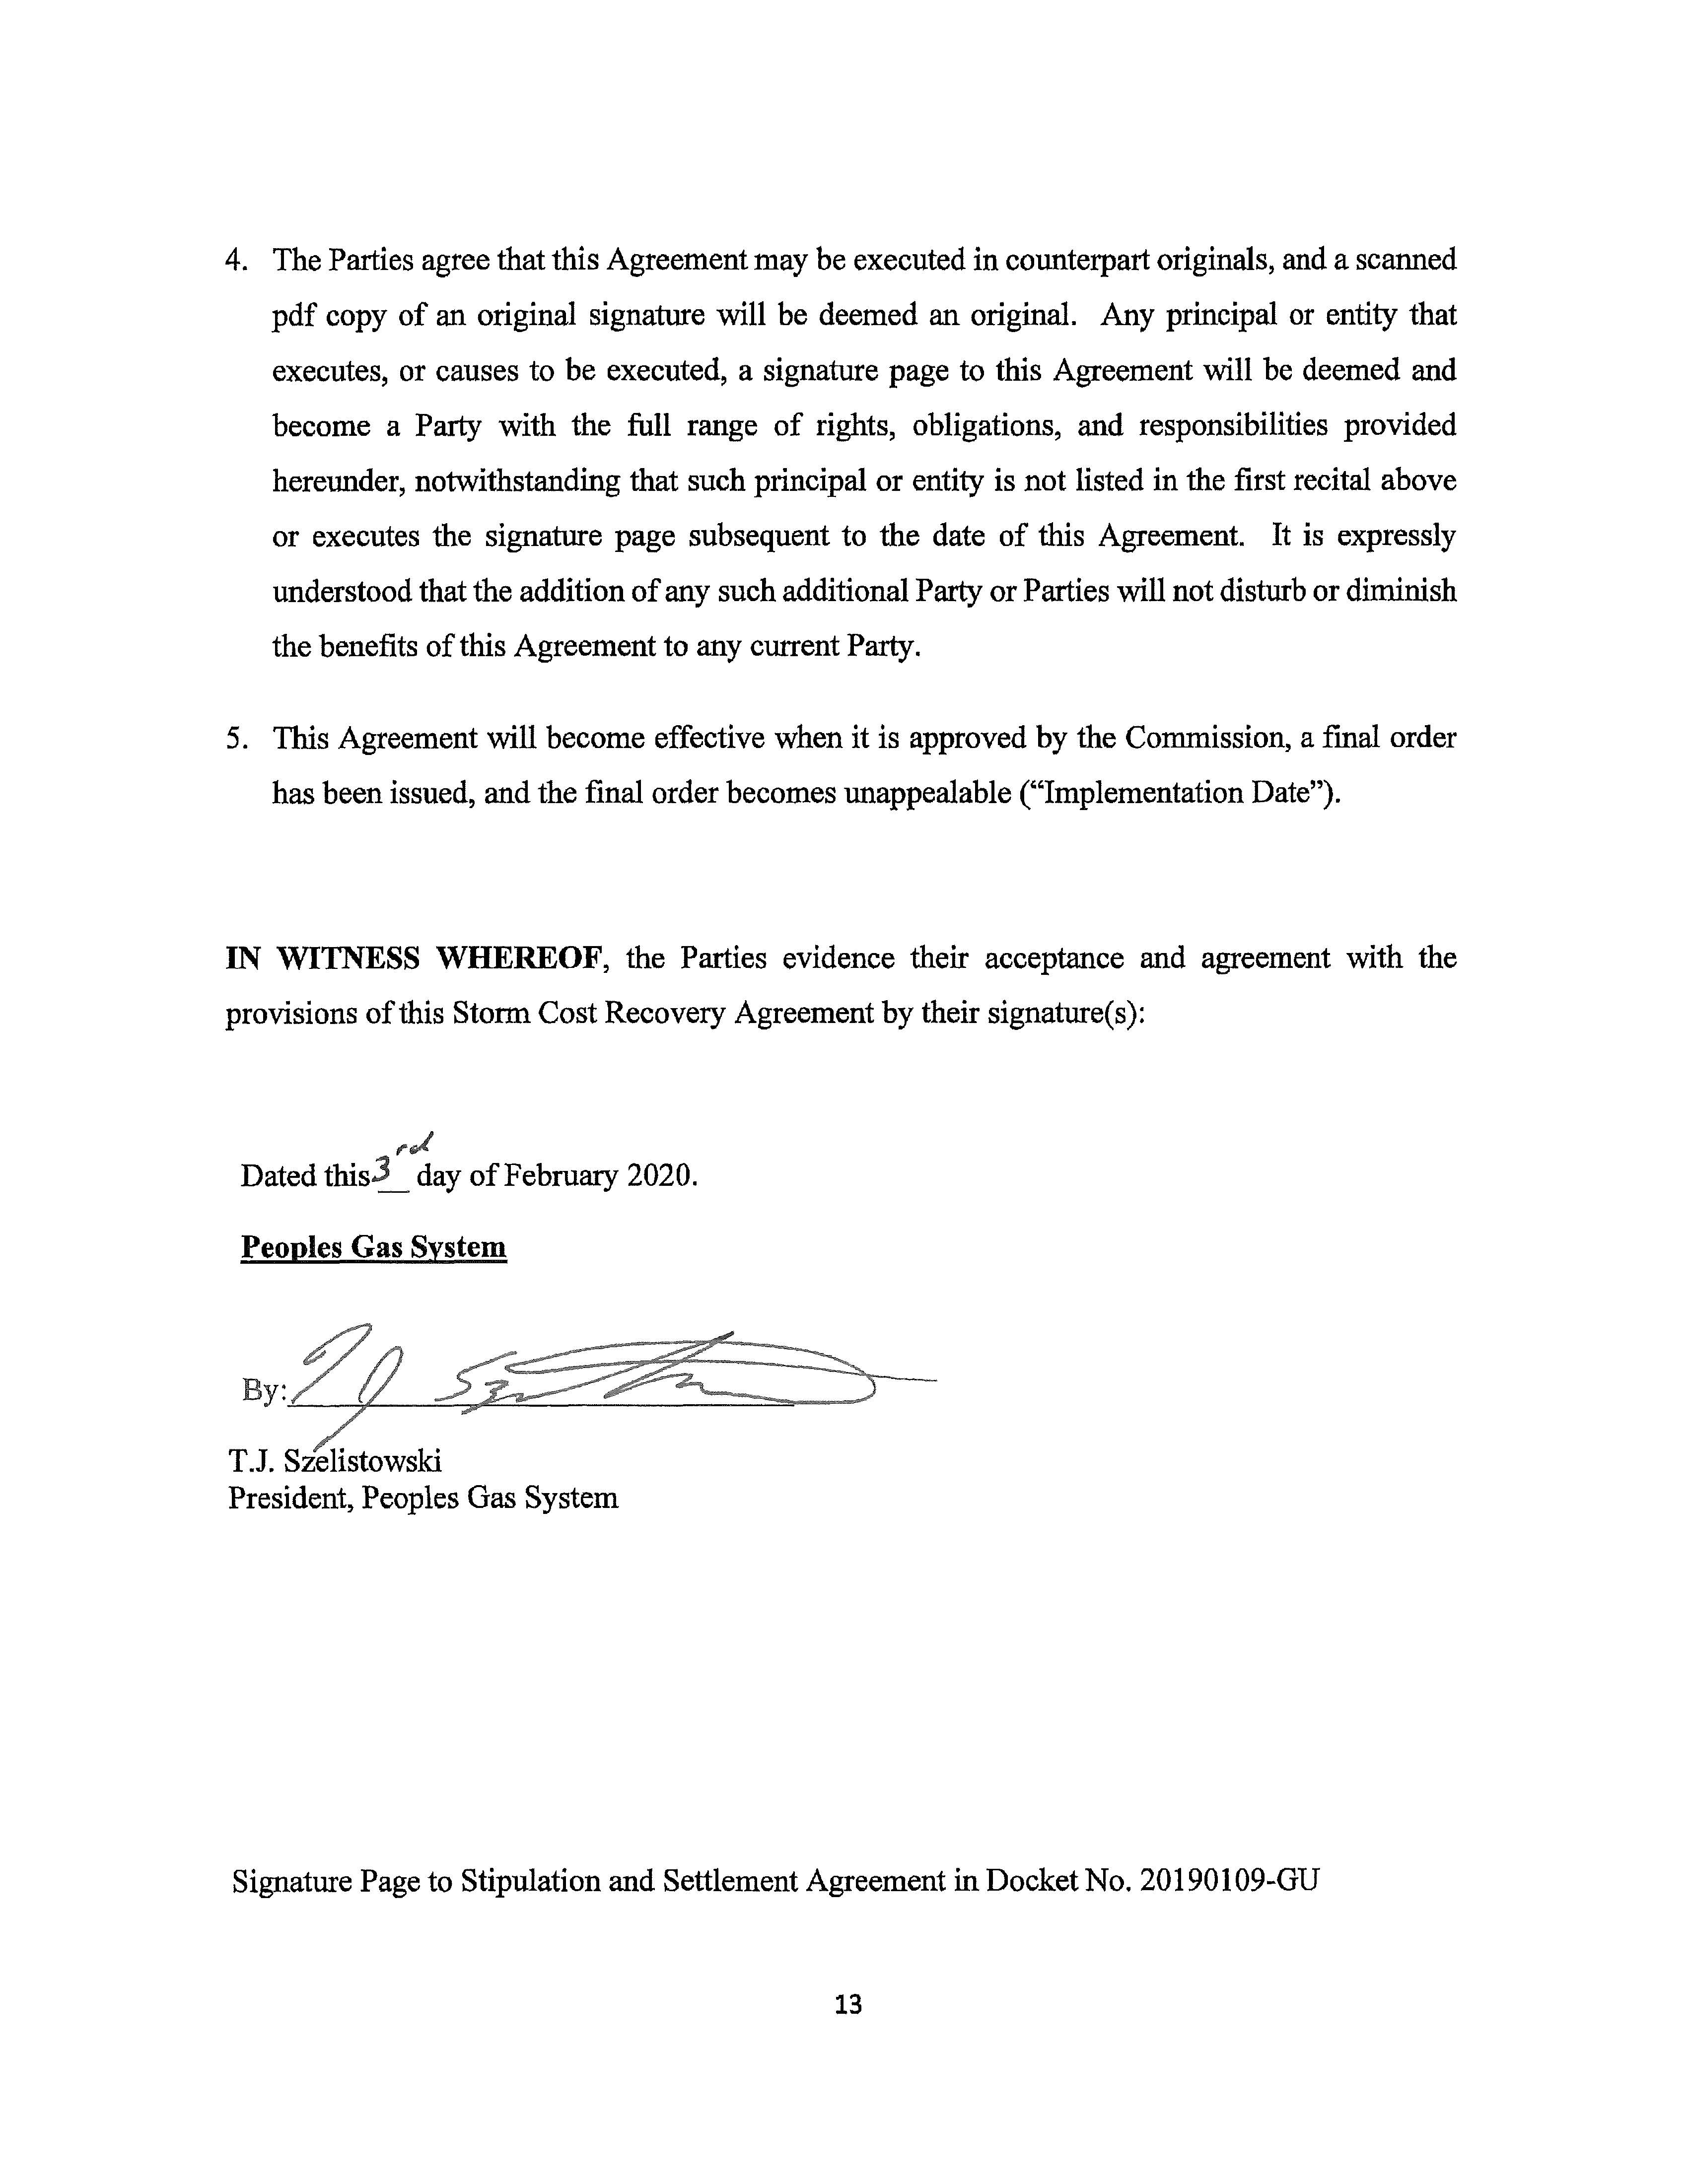 4. The Parties agree that this Agreement may be executed in counterpart originals, and a scanned
pdf copy of an original signature will be deemed an original. Any principal or entity that
executes, or causes to be executed, a signature page to this Agreement will be deemed and
become a Party with the full range of rights, obligations, and responsibilities provided
hereunder, notwithstanding that such principal or entity is not listed in the first recital above
or executes the signature page subsequent to the date of this Agreement. It is expressly
understood that the addition of any such additional Party or Parties will not disturb or diminish
the benefits of this Agreement to any current Party.
5. This Agreement will become effective when it is approved by the Commission, a final order
has been issued, and the final order becomes unappealable (“Implementation Date”).
IN WITNESS WHEREOF, the Parties evidence their acceptance and agreement with the
provisions of this Storm Cost Recovery Agreement by their signature(s):
Dated this 3rd day of February 2020.
Peoples Gas System
By:
T.J. Szelistowski
President, Peoples Gas System
Signature Page to Stipulation and Settlement Agreement in Docket No. 20190109-GU
13